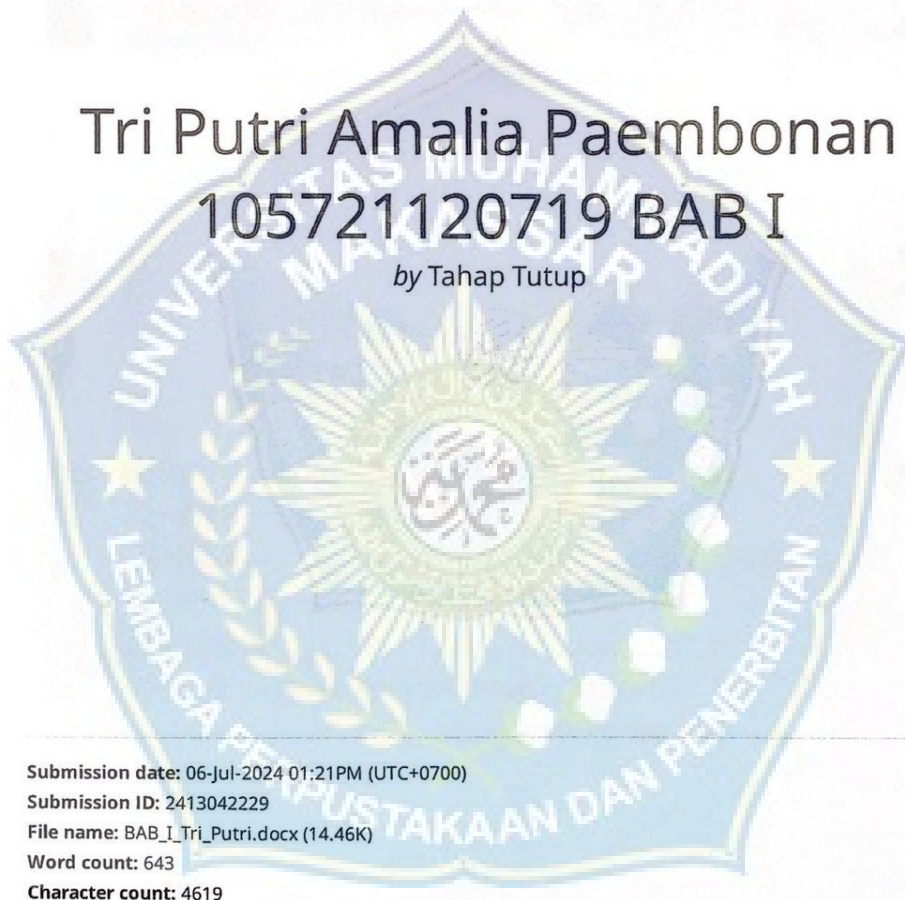 Tri Putri Amalia Paembonan
105721120719 BAB I
by Tahap Tutup
UNIVERSITAS MUHAMMADIYAH
MAKASSAR
محمد
LEMBAGA PERPUSTAKAAN DAN PENERBITAN
Submission date: 06-Jul-2024 01:21PM (UTC+0700)
Submission ID: 2413042229
File name: BAB_I_Tri_Putri.docx (14.46K)
Word count: 643
Character count: 4619